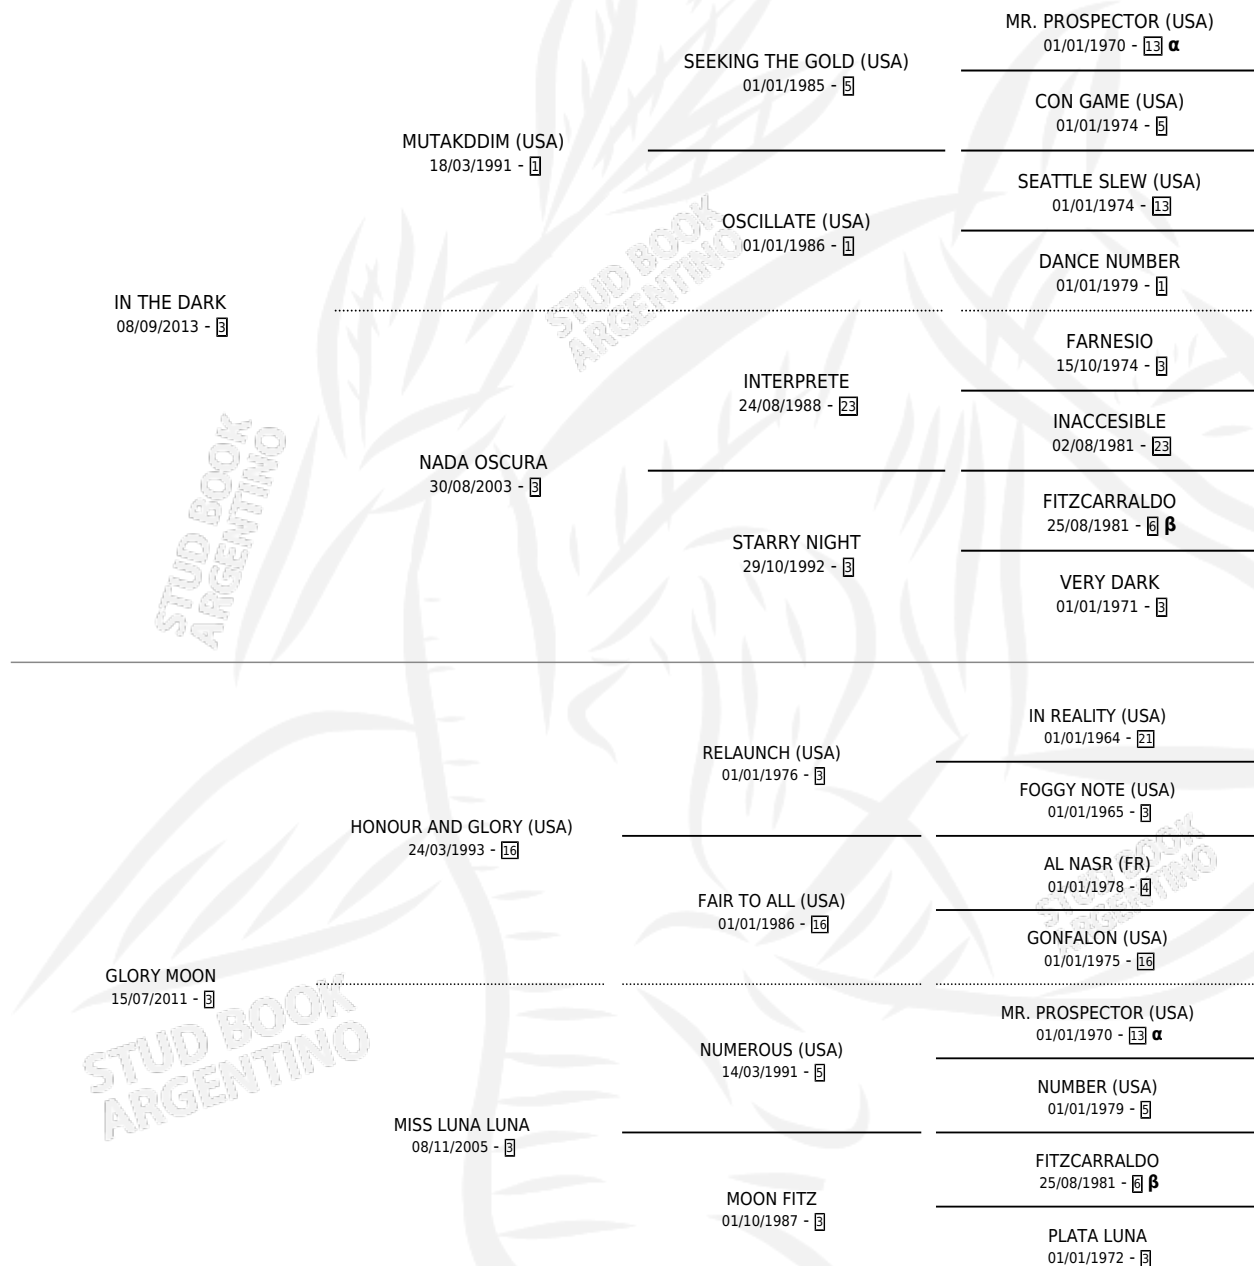 MR. PROSPECTOR (USA)
01/01/1970 - 13 α
SEEKING THE GOLD (USA)
01/01/1985 - 5
CON GAME (USA)
01/01/1974 - 5
MUTAKDDIM (USA)
18/03/1991 - 1
SEATTLE SLEW (USA)
01/01/1974 - 13
OSCILLATE (USA)
01/01/1986 - 1
DANCE NUMBER
01/01/1979 - 1
IN THE DARK
08/09/2013 - 3
FARNESIO
15/10/1974 - 3
INTERPRETE
24/08/1988 - 23
INACCESIBLE
02/08/1981 - 23
NADA OSCURA
30/08/2003 - 3
FITZCARRALDO
25/08/1981 - 6 β
STARRY NIGHT
29/10/1992 - 3
VERY DARK
01/01/1971 - 3
IN REALITY (USA)
01/01/1964 - 21
RELAUNCH (USA)
01/01/1976 - 3
FOGGY NOTE (USA)
01/01/1965 - 3
HONOUR AND GLORY (USA)
24/03/1993 - 16
AL NASR (FR)
01/01/1978 - 4
FAIR TO ALL (USA)
01/01/1986 - 16
GONFALON (USA)
01/01/1975 - 16
GLORY MOON
15/07/2011 - 3
MR. PROSPECTOR (USA)
01/01/1970 - 13 α
NUMEROUS (USA)
14/03/1991 - 5
NUMBER (USA)
01/01/1979 - 5
MISS LUNA LUNA
08/11/2005 - 3
FITZCARRALDO
25/08/1981 - 6 β
MOON FITZ
01/10/1987 - 3
PLATA LUNA
01/01/1972 - 3
STUD BOOK
ARGENTINO
STUD BOOK
ARGENTINO
STUD BOOK
ARGENTINO
STUD BOOK
ARGENTINO